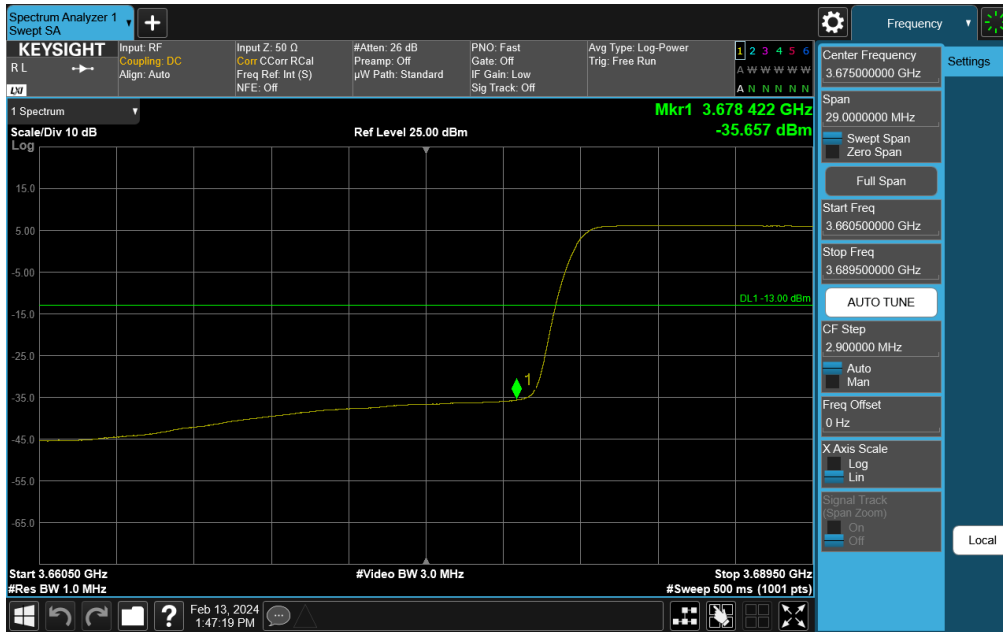 Spectrum Analyzer 1
Swept SA
+
Frequency
KEYSIGHT
R L
LXI
Input: RF
Coupling: DC
Align: Auto
Input Z: 50 Ω
Corr CCorr RCal
Freq Ref: Int (S)
NFE: Off
#Atten: 26 dB
Preamp: Off
µW Path: Standard
PNO: Fast
Gate: Off
IF Gain: Low
Sig Track: Off
Avg Type: Log-Power
Trig: Free Run
1 2 3 4 5 6
A W W W W W
A N N N N N
1 Spectrum
Scale/Div 10 dB
Log
Ref Level 25.00 dBm
Mkr1 3.678 422 GHz
-35.657 dBm
15.0
5.00
-5.00
-15.0
-25.0
-35.0
-45.0
-55.0
-65.0
DL1 -13.00 dBm
1
Start 3.66050 GHz
#Res BW 1.0 MHz
#Video BW 3.0 MHz
Stop 3.68950 GHz
#Sweep 500 ms (1001 pts)
?
Feb 13, 2024
1:47:19 PM
Center Frequency
3.675000000 GHz
Span
29.0000000 MHz
Swept Span
Zero Span
Full Span
Start Freq
3.660500000 GHz
Stop Freq
3.689500000 GHz
AUTO TUNE
CF Step
2.900000 MHz
Auto
Man
Freq Offset
0 Hz
X Axis Scale
Log
Lin
Signal Track
(Span Zoom)
On
Off
Settings
Local